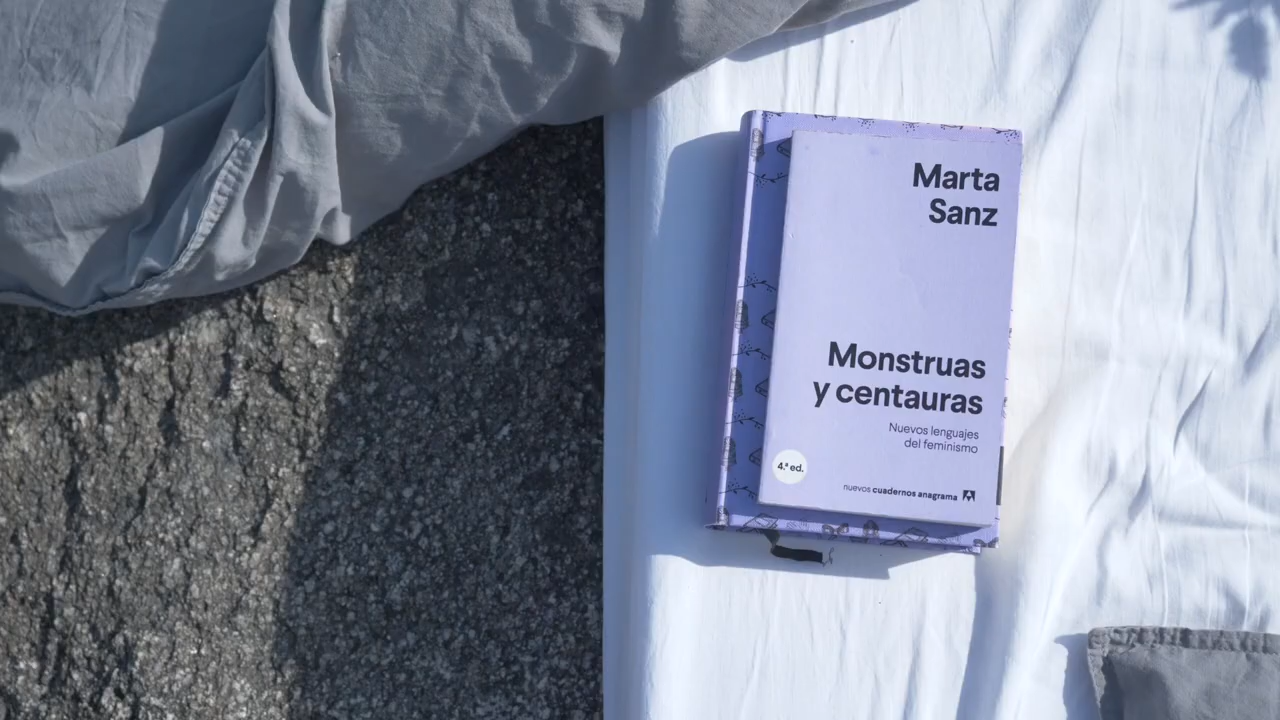 Marta
Sanz
Monstruas
y centauras
Nuevos lenguajes
del feminismo
4.ª ed.
nuevos cuadernos anagrama